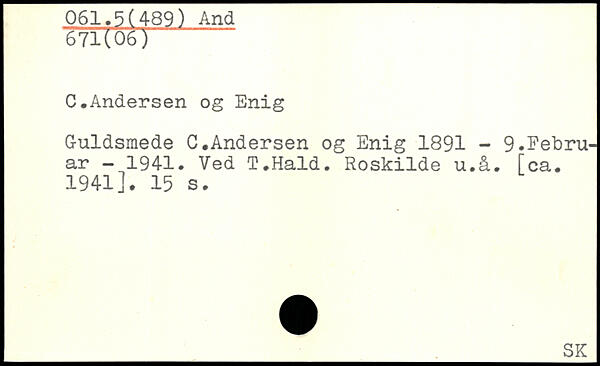 061.5(489) And
671(06)
C.Andersen og Enig
Guldsmede C.Andersen og Enig 1891 - 9.Febru-
ar - 1941. Ved T.Hald. Roskilde u.å. [ca.
1941]. 15 s.
SK